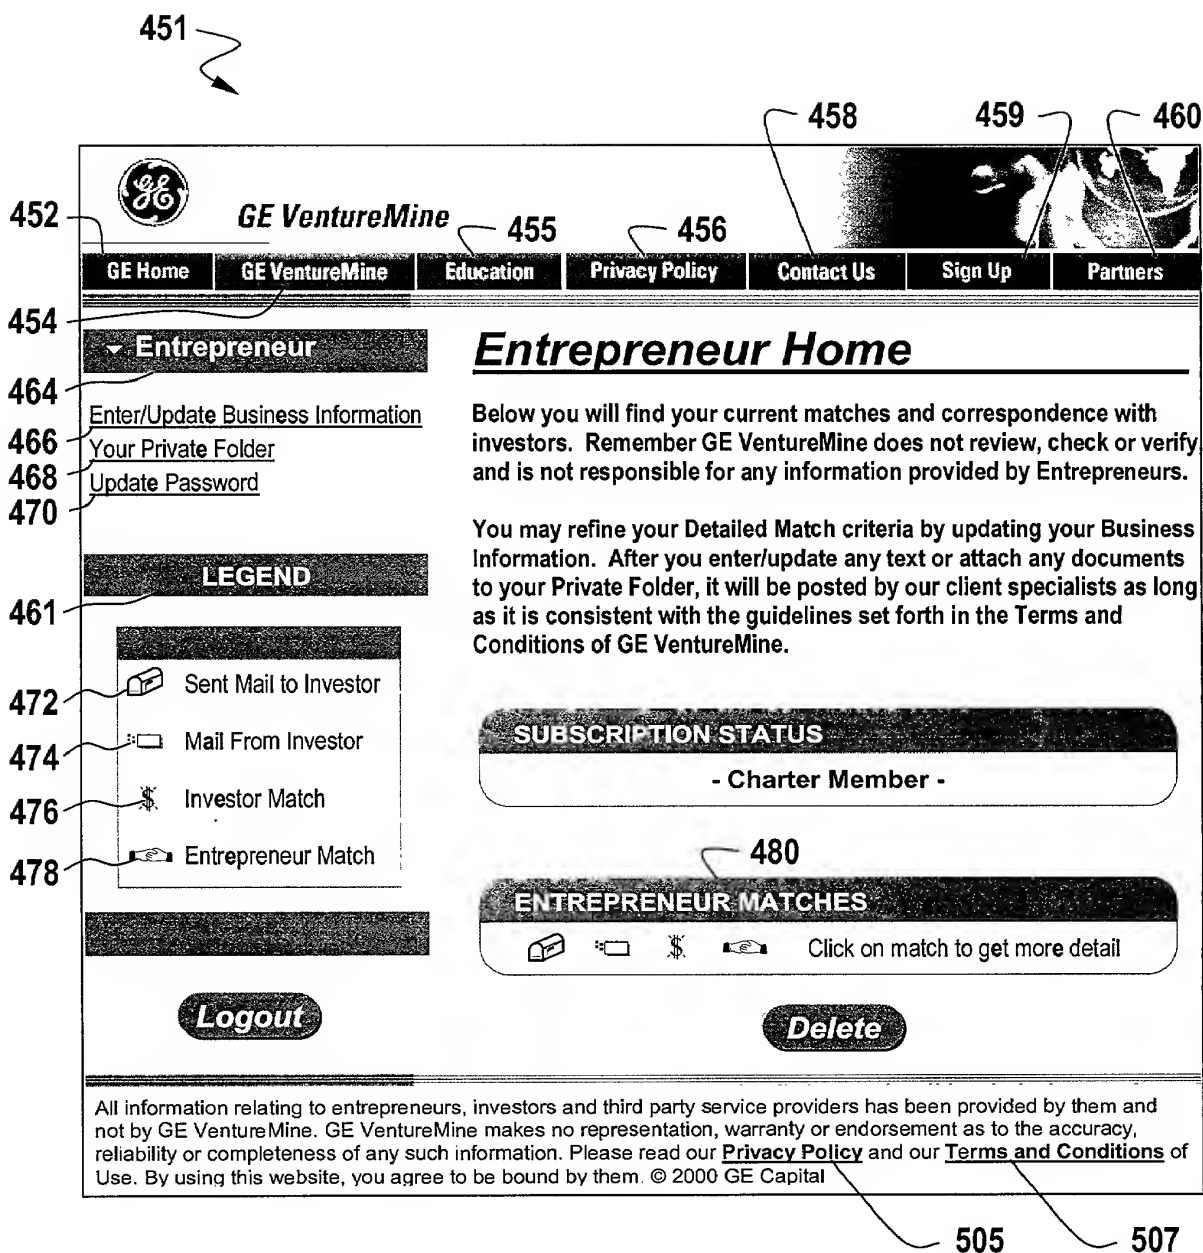 451
458 459 460
GE
452 GE VentureMine 455 456
GE Home GE VentureMine Education Privacy Policy Contact Us Sign Up Partners
454
Entrepreneur
464
Enter/Update Business Information
466
Your Private Folder
468
Update Password
470
LEGEND
461
472 Sent Mail to Investor
474 Mail From Investor
476 $ Investor Match
478 Entrepreneur Match
Logout
Entrepreneur Home
Below you will find your current matches and correspondence with
investors. Remember GE VentureMine does not review, check or verify
and is not responsible for any information provided by Entrepreneurs.
You may refine your Detailed Match criteria by updating your Business
Information. After you enter/update any text or attach any documents
to your Private Folder, it will be posted by our client specialists as long
as it is consistent with the guidelines set forth in the Terms and
Conditions of GE VentureMine.
SUBSCRIPTION STATUS
- Charter Member -
480
ENTREPRENEUR MATCHES
$ Click on match to get more detail
Delete
All information relating to entrepreneurs, investors and third party service providers has been provided by them and
not by GE VentureMine. GE VentureMine makes no representation, warranty or endorsement as to the accuracy,
reliability or completeness of any such information. Please read our Privacy Policy and our Terms and Conditions of
Use. By using this website, you agree to be bound by them. © 2000 GE Capital
505 507